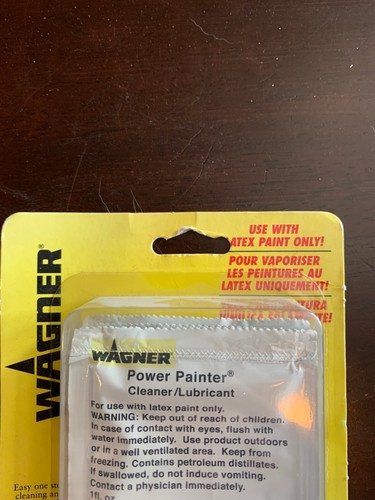 WAGNER®
USE WITH
LATEX PAINT ONLY!
POUR VAPORISER
LES PEINTURES AU
LATEX UNIQUEMENT!
WAGNER
Power Painter®
Cleaner/Lubricant
For use with latex paint only.
WARNING: Keep out of reach of children.
In case of contact with eyes, flush with
water immediately. Use product outdoors
or in a well ventilated area. Keep from
freezing. Contains petroleum distillates.
If swallowed, do not induce vomiting.
Contact a physician immediately.
1fl. oz.
Easy one
cleaning